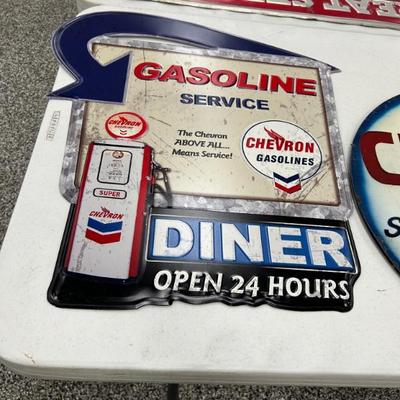 GASOLINE
SERVICE
The Chevron
ABOVE ALL...
Means Service!
CHEVRON
GASOLINES
CHEVRON
SUPER
CHEVRON
DINER
OPEN 24 HOURS